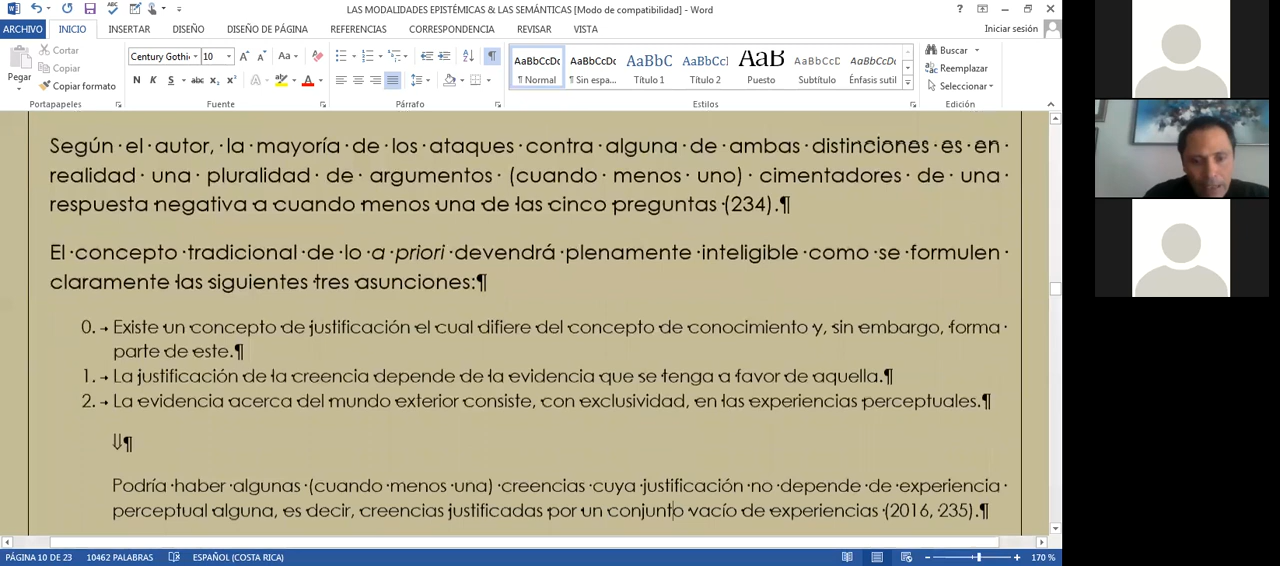 LAS MODALIDADES EPISTÉMICAS & LAS SEMÁNTICAS [Modo de compatibilidad] - Word
ARCHIVO INICIO INSERTAR DISEÑO DISEÑO DE PÁGINA REFERENCIAS CORRESPONDENCIA REVISAR VISTA Iniciar sesión
Pegar
Cortar
Copiar
Copiar formato
Portapapeles
Century Gothi 10
N K S abc x₂ x²
Fuente
Párrafo
AaBbCcDc AaBbCcDc AaBbC AaBbCcl AaB AaBbCcD AaBbCcDt
¶ Normal ¶ Sin espa... Título 1 Título 2 Puesto Subtítulo Énfasis sutil
Estilos
Buscar
Reemplazar
Seleccionar
Edición
Según el autor, la mayoría de los ataques contra alguna de ambas distinciones es en
realidad una pluralidad de argumentos (cuando menos uno) cimentadores de una
respuesta negativa a cuando menos una de las cinco preguntas (234).¶
El concepto tradicional de lo a priori devendrá plenamente inteligible como se formulen
claramente las siguientes tres asunciones:¶
0. Existe un concepto de justificación el cual difiere del concepto de conocimiento y, sin embargo, forma
parte de este.¶
1. La justificación de la creencia depende de la evidencia que se tenga a favor de aquella.¶
2. La evidencia acerca del mundo exterior consiste, con exclusividad, en las experiencias perceptuales.¶
⇓¶
Podría haber algunas (cuando menos una) creencias cuya justificación no depende de experiencia
perceptual alguna, es decir, creencias justificadas por un conjunto vacío de experiencias (2016, 235).¶
PÁGINA 10 DE 23 10462 PALABRAS ESPAÑOL (COSTA RICA) 170 %